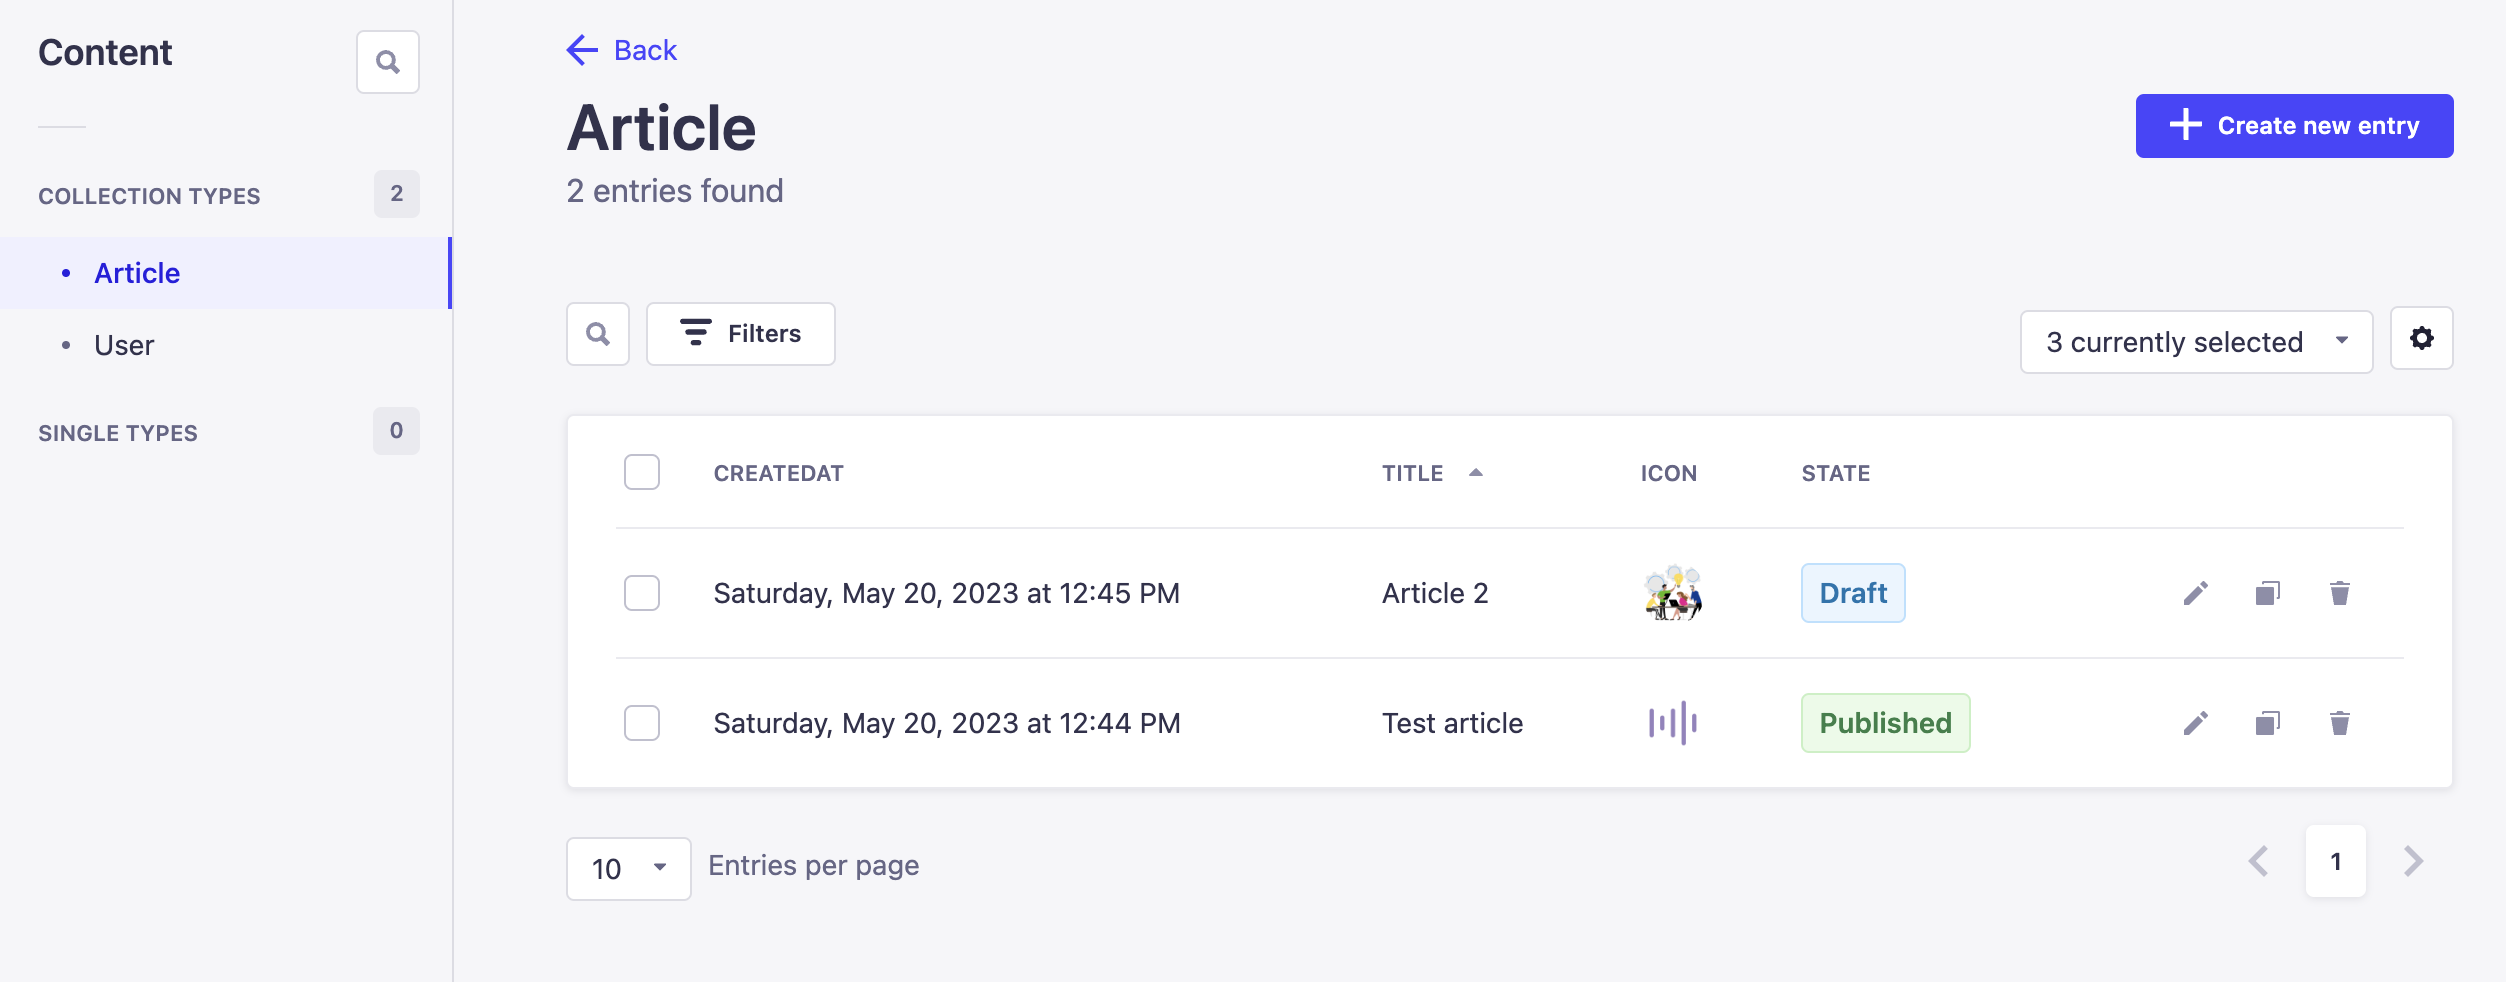 Content
COLLECTION TYPES 2
Article
User
SINGLE TYPES 0
Back
Article
2 entries found
Create new entry
Filters
3 currently selected
CREATEDAT TITLE ICON STATE
Saturday, May 20, 2023 at 12:45 PM Article 2 Draft
Saturday, May 20, 2023 at 12:44 PM Test article Published
10 Entries per page
1